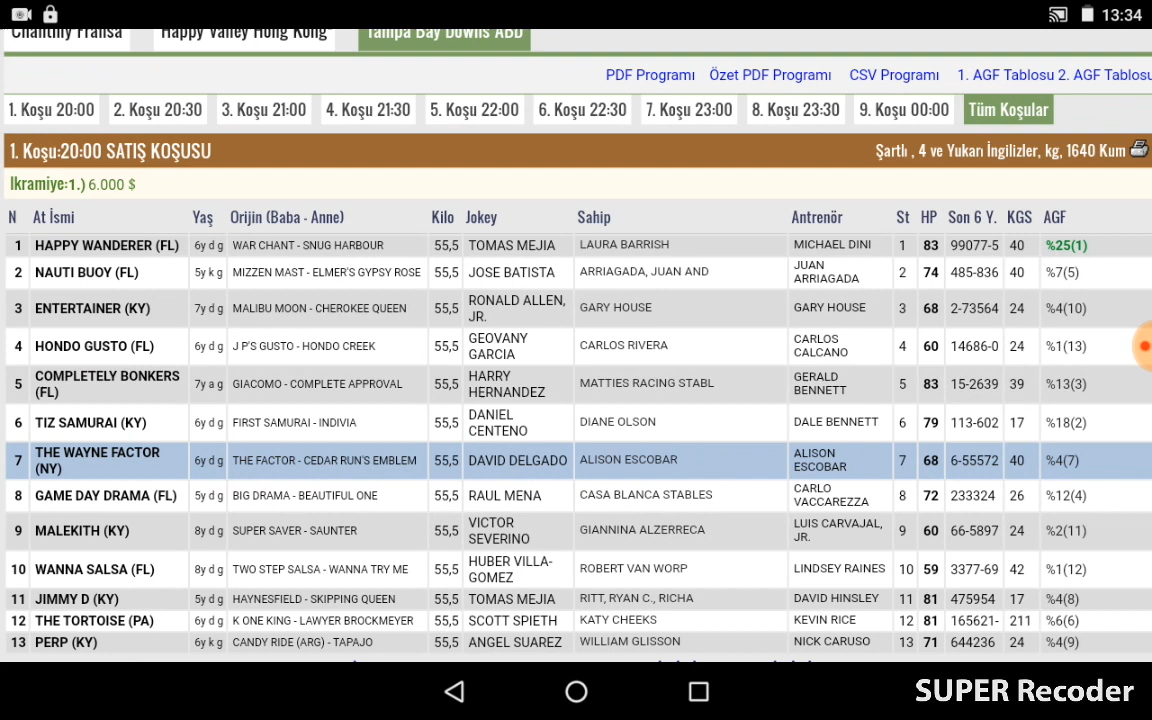 13:34
Chantilly Fransa Happy Valley Hong Kong Tampa Bay Downs ABD
PDF Programı Özet PDF Programı CSV Programı 1. AGF Tablosu 2. AGF Tablosu
1. Koşu 20:00 2. Koşu 20:30 3. Koşu 21:00 4. Koşu 21:30 5. Koşu 22:00 6. Koşu 22:30 7. Koşu 23:00 8. Koşu 23:30 9. Koşu 00:00 Tüm Koşular
1. Koşu:20:00 SATIŞ KOŞUSU Şartlı , 4 ve Yukarı İngilizler, kg, 1640 Kum
Ikramiye:1.) 6.000 $
N At İsmi Yaş Orijin (Baba - Anne) Kilo Jokey Sahip Antrenör St HP Son 6 Y. KGS AGF
1 HAPPY WANDERER (FL) 6y d g WAR CHANT - SNUG HARBOUR 55,5 TOMAS MEJIA LAURA BARRISH MICHAEL DINI 1 83 99077-5 40 %25(1)
2 NAUTI BUOY (FL) 5y k g MIZZEN MAST - ELMER'S GYPSY ROSE 55,5 JOSE BATISTA ARRIAGADA, JUAN AND JUAN ARRIAGADA 2 74 485-836 40 %7(5)
3 ENTERTAINER (KY) 7y d g MALIBU MOON - CHEROKEE QUEEN 55,5 RONALD ALLEN, JR. GARY HOUSE GARY HOUSE 3 68 2-73564 24 %4(10)
4 HONDO GUSTO (FL) 6y d g J P'S GUSTO - HONDO CREEK 55,5 GEOVANY GARCIA CARLOS RIVERA CARLOS CALCANO 4 60 14686-0 24 %1(13)
5 COMPLETELY BONKERS (FL) 7y a g GIACOMO - COMPLETE APPROVAL 55,5 HARRY HERNANDEZ MATTIES RACING STABL GERALD BENNETT 5 83 15-2639 39 %13(3)
6 TIZ SAMURAI (KY) 6y d g FIRST SAMURAI - INDIVIA 55,5 DANIEL CENTENO DIANE OLSON DALE BENNETT 6 79 113-602 17 %18(2)
7 THE WAYNE FACTOR (NY) 6y d g THE FACTOR - CEDAR RUN'S EMBLEM 55,5 DAVID DELGADO ALISON ESCOBAR ALISON ESCOBAR 7 68 6-55572 40 %4(7)
8 GAME DAY DRAMA (FL) 5y d g BIG DRAMA - BEAUTIFUL ONE 55,5 RAUL MENA CASA BLANCA STABLES CARLO VACCAREZZA 8 72 233324 26 %12(4)
9 MALEKITH (KY) 8y d g SUPER SAVER - SAUNTER 55,5 VICTOR SEVERINO GIANNINA ALZERRECA LUIS CARVAJAL, JR. 9 60 66-5897 24 %2(11)
10 WANNA SALSA (FL) 8y d g TWO STEP SALSA - WANNA TRY ME 55,5 HUBER VILLA-GOMEZ ROBERT VAN WORP LINDSEY RAINES 10 59 3377-69 42 %1(12)
11 JIMMY D (KY) 5y d g HAYNESFIELD - SKIPPING QUEEN 55,5 TOMAS MEJIA RITT, RYAN C., RICHA DAVID HINSLEY 11 81 475954 17 %4(8)
12 THE TORTOISE (PA) 6y d g K ONE KING - LAWYER BROCKMEYER 55,5 SCOTT SPIETH KATY CHEEKS KEVIN RICE 12 81 165621- 211 %6(6)
13 PERP (KY) 6y k g CANDY RIDE (ARG) - TAPAJO 55,5 ANGEL SUAREZ WILLIAM GLISSON NICK CARUSO 13 71 644236 24 %4(9)
SUPER Recoder